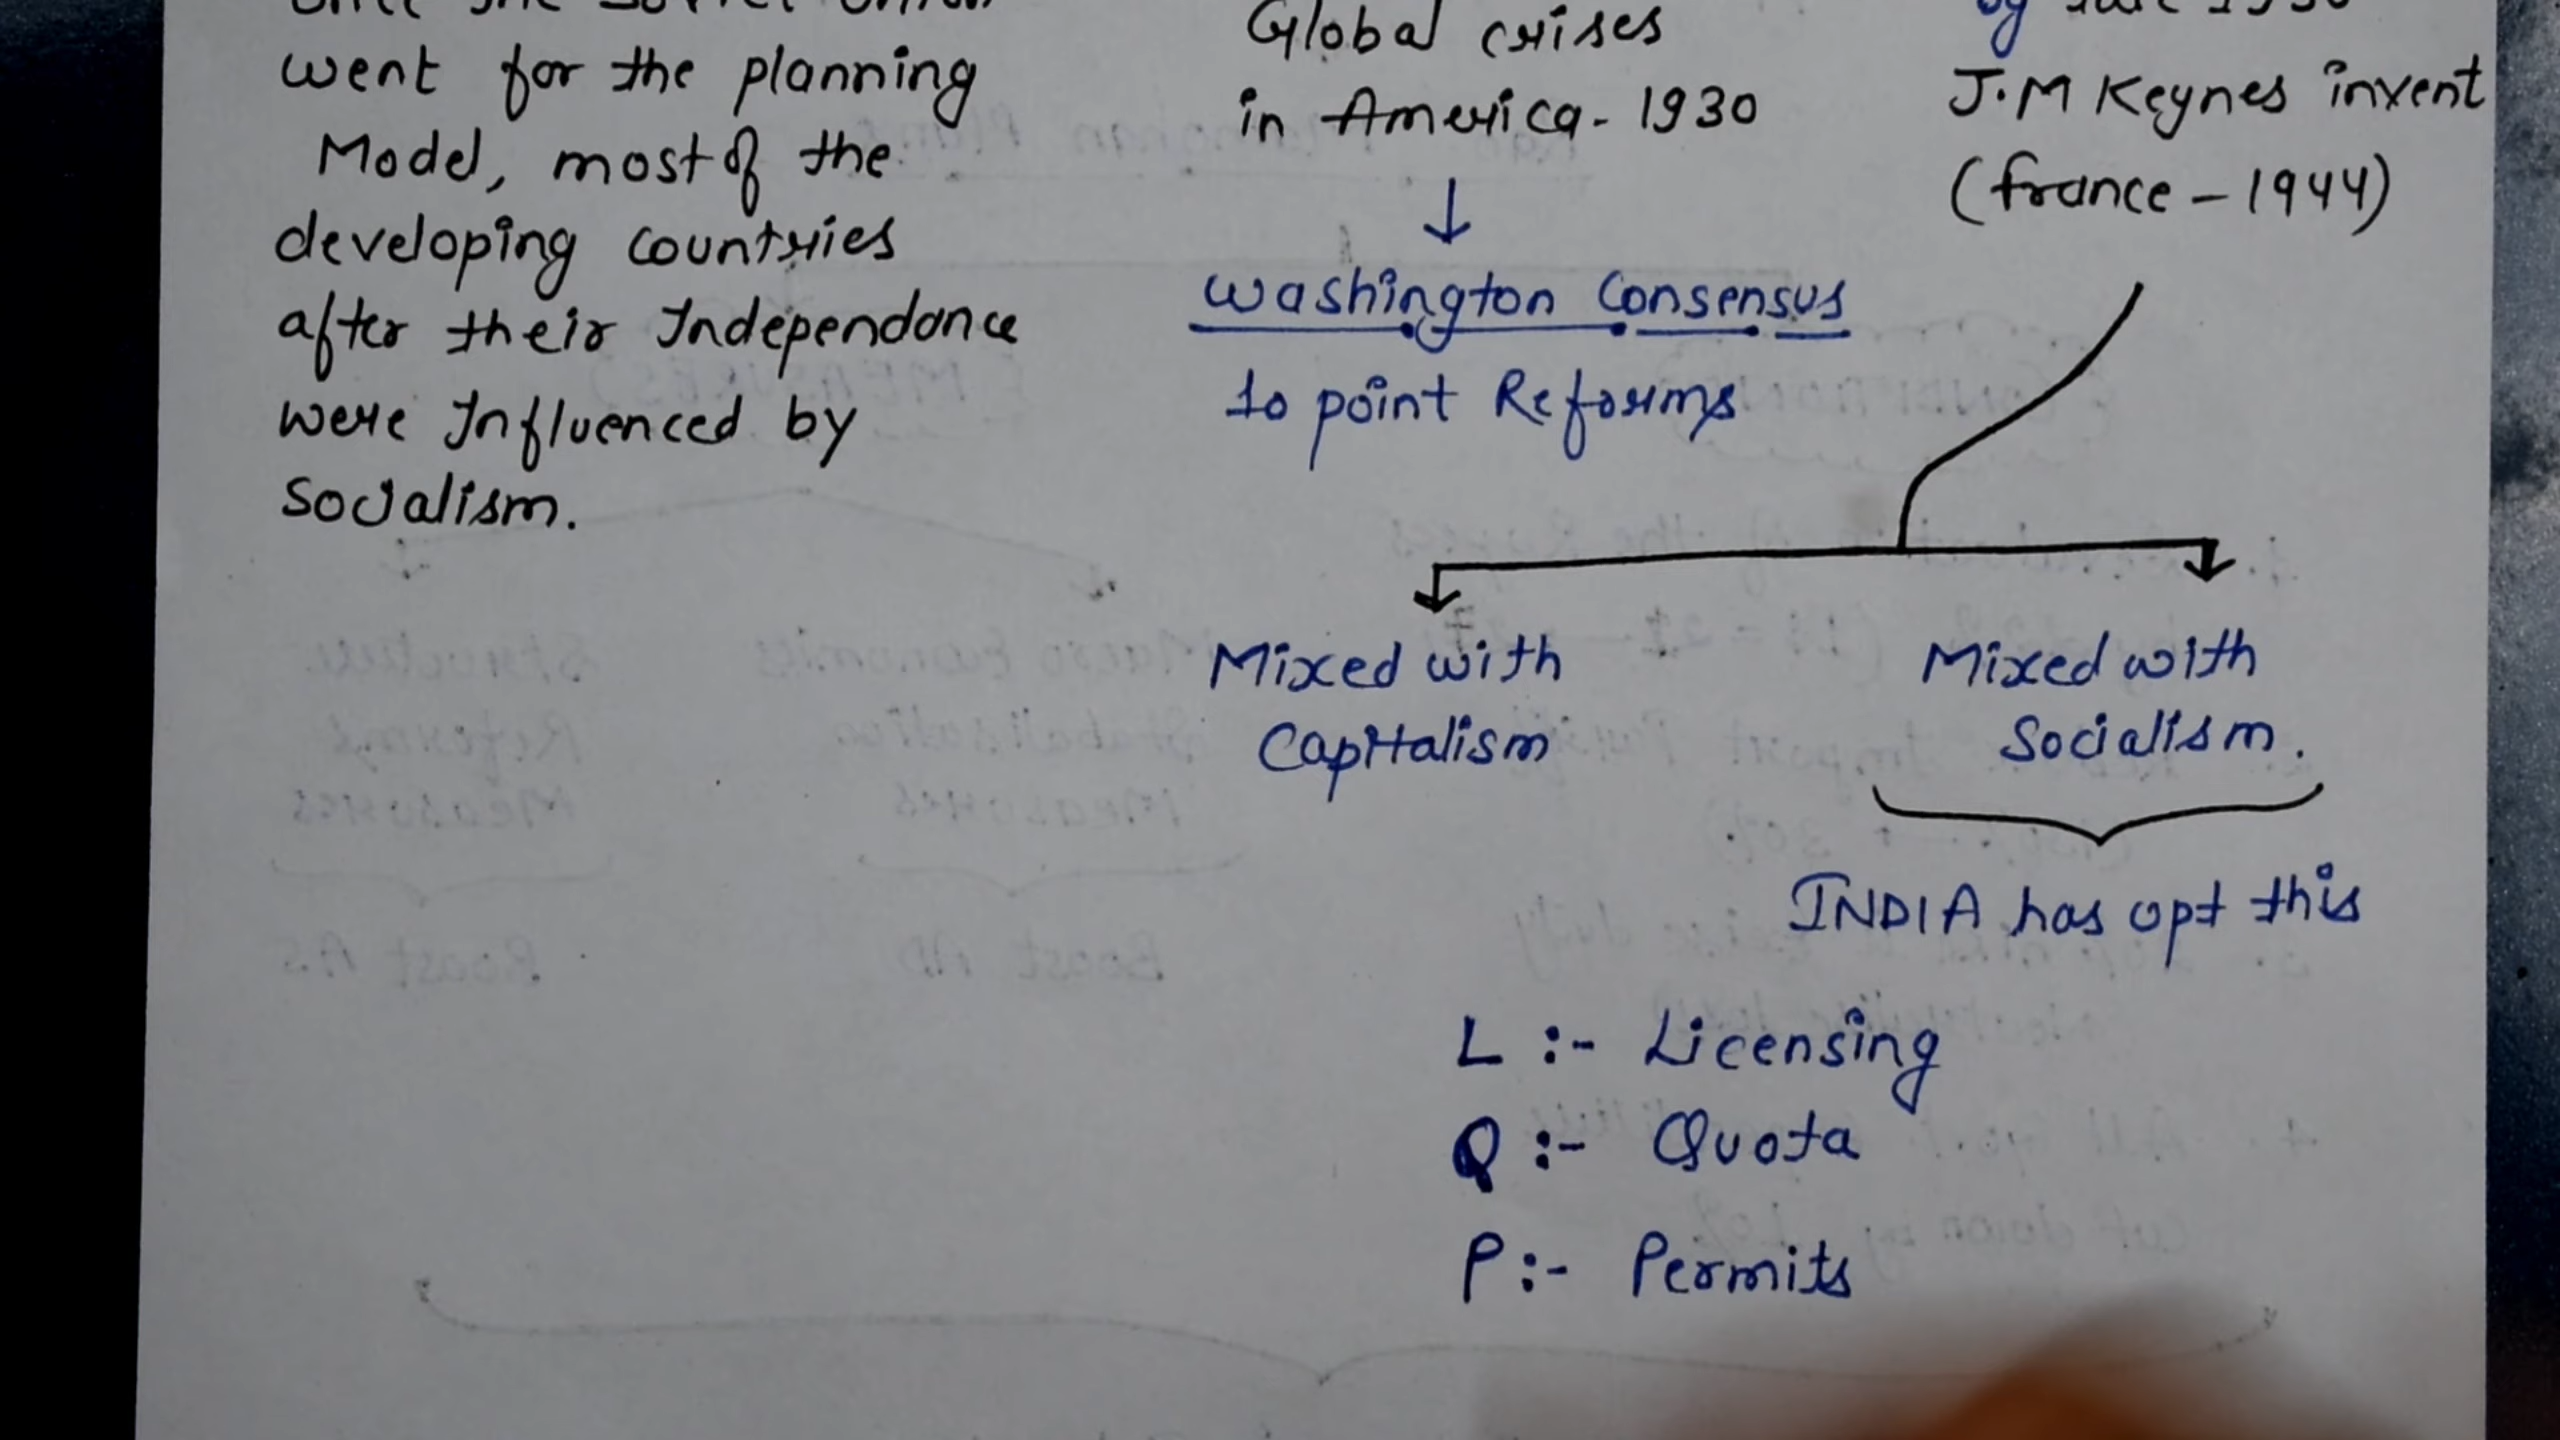 went for the planning
Model, most of the
developing countries
after their Independance
were Influenced by
Socialism.
Global crises
in America - 1930
↓
Washington Consensus
10 point Reforms
J.M Keynes invent
(france - 1944)
Mixed with
Capitalism
Mixed with
Socialism.
INDIA has opt this
L :- Licensing
Q :- Quota
P :- Permits